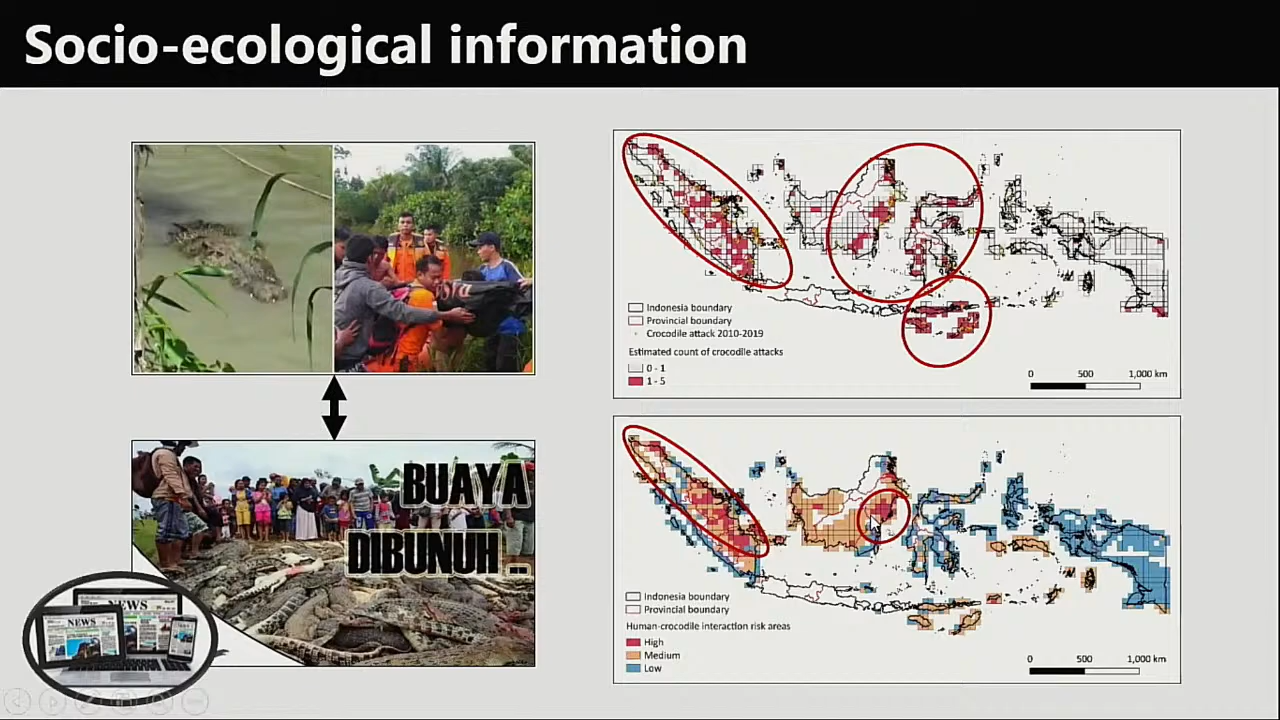 Socio-ecological information
BUAYA
DIBUNUH ..
NEWS
NEWS
Indonesia boundary
Provincial boundary
Crocodile attack 2010-2019
Estimated count of crocodile attacks
0 - 1
1 - 5
0 500 1,000 km
Indonesia boundary
Provincial boundary
Human-crocodile interaction risk areas
High
Medium
Low
0 500 1,000 km